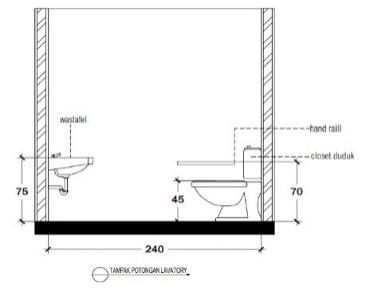 wastafel
hand raill
closet duduk
75
45
70
240
TAMPAK POTONGAN LAVATORY